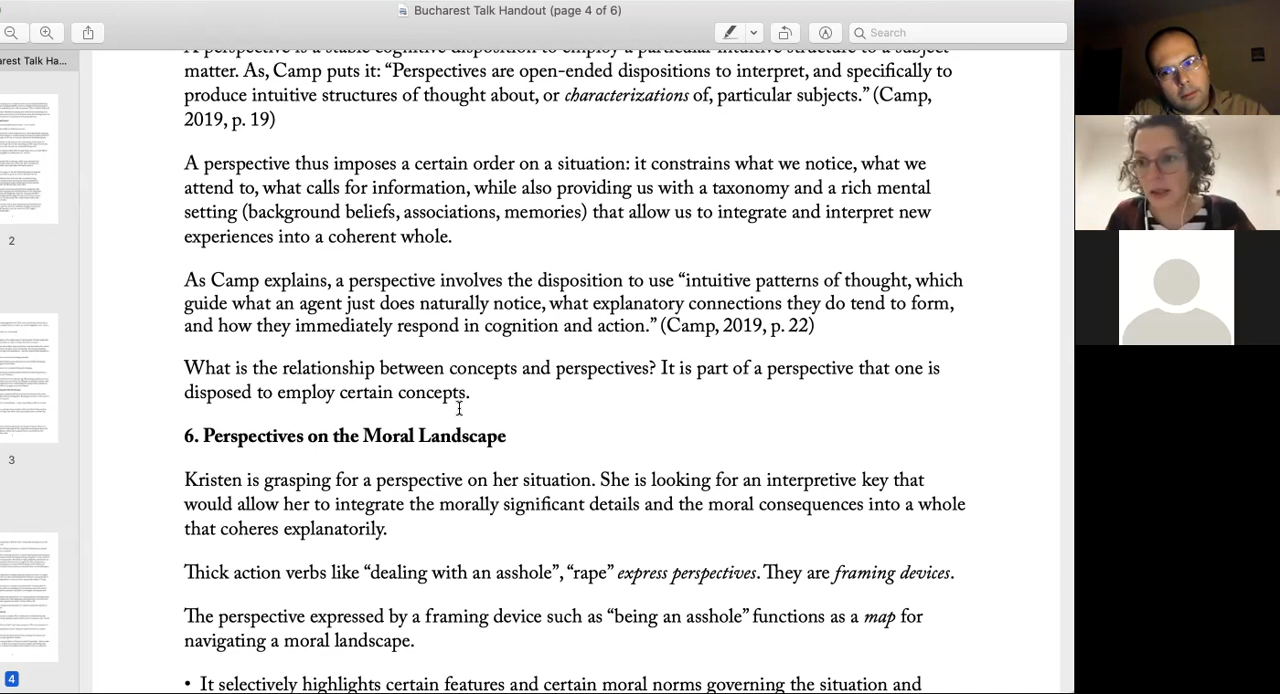 Bucharest Talk Handout (page 4 of 6)
Search
arest Talk Ha...
A perspective is a stable cognitive disposition to employ a particular intuitive structure to a subject
matter. As, Camp puts it: “Perspectives are open-ended dispositions to interpret, and specifically to
produce intuitive structures of thought about, or characterizations of, particular subjects.” (Camp,
2019, p. 19)
A perspective thus imposes a certain order on a situation: it constrains what we notice, what we
attend to, what calls for information, while also providing us with a taxonomy and a rich mental
setting (background beliefs, associations, memories) that allow us to integrate and interpret new
experiences into a coherent whole.
As Camp explains, a perspective involves the disposition to use “intuitive patterns of thought, which
guide what an agent just does naturally notice, what explanatory connections they do tend to form,
and how they immediately respond in cognition and action.” (Camp, 2019, p. 22)
What is the relationship between concepts and perspectives? It is part of a perspective that one is
disposed to employ certain concepts.
6. Perspectives on the Moral Landscape
Kristen is grasping for a perspective on her situation. She is looking for an interpretive key that
would allow her to integrate the morally significant details and the moral consequences into a whole
that coheres explanatorily.
Thick action verbs like “dealing with an asshole”, “rape” express perspectives. They are framing devices.
The perspective expressed by a framing device such as “being an asshole” functions as a map for
navigating a moral landscape.
• It selectively highlights certain features and certain moral norms governing the situation and
2
3
4